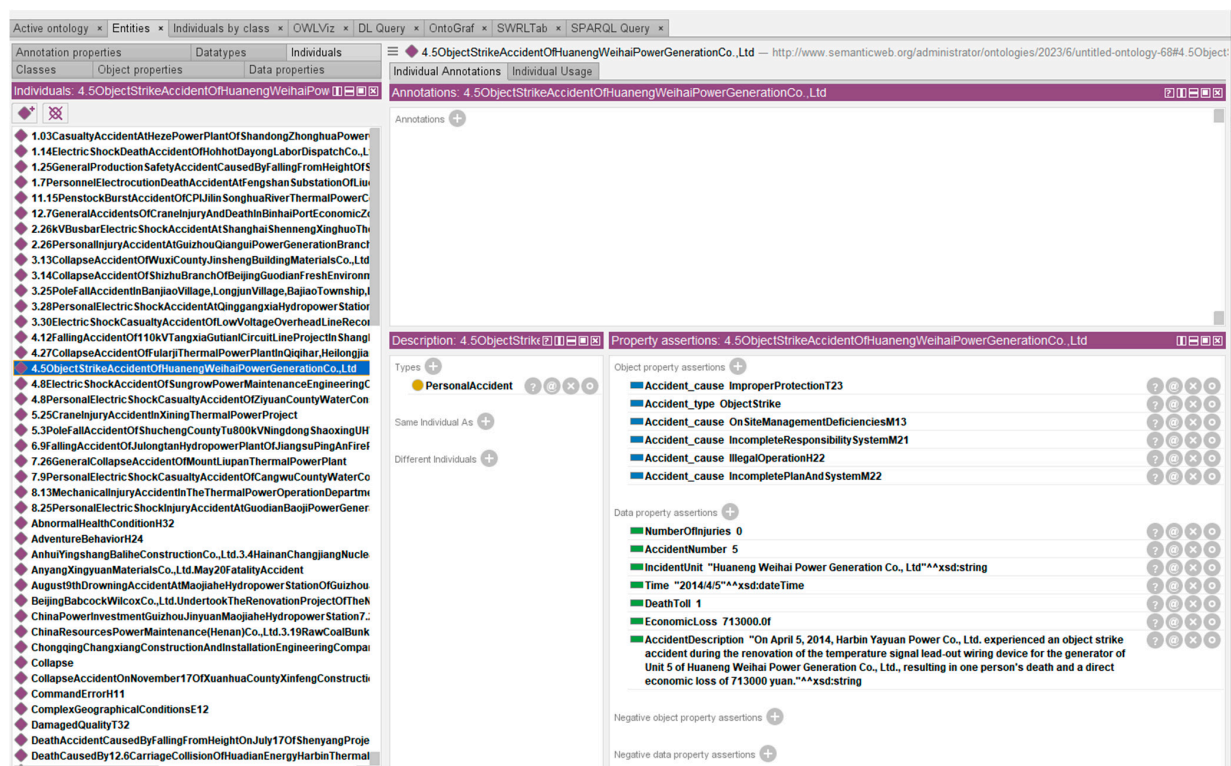 Active ontology × Entities × Individuals by class × OWLViz × DL Query × OntoGraf × SWRLTab × SPARQL Query ×
Annotation properties Datatypes Individuals
Classes Object properties Data properties
Individuals: 4.5ObjectStrikeAccidentOfHuanengWeihaiPow
1.03CasualtyAccidentAtHezePowerPlantOfShandongZhonghuaPower
1.14ElectricShockDeathAccidentOfHohhotDayongLaborDispatchCo.,L
1.25GeneralProductionSafetyAccidentCausedByFallingFromHeightOfS
1.7PersonnelElectrocutionDeathAccidentAtFengshanSubstationOfLiu
11.15PenstockBurstAccidentOfCPIJilinSonghuaRiverThermalPowerC
12.7GeneralAccidentsOfCraneInjuryAndDeathInBinhaiPortEconomicZ
2.26kVBusbarElectricShockAccidentAtShanghaiShennengXinghuoTh
2.26PersonalInjuryAccidentAtGuizhouQianguiPowerGenerationBranch
3.13CollapseAccidentOfWuxiCountyJinshengBuildingMaterialsCo.,Ltd
3.14CollapseAccidentOfShizhuBranchOfBeijingGuodianFreshEnvironm
3.25PoleFallAccidentInBanjiaoVillage,LongjunVillage,BajiaoTownship,
3.28PersonalElectricShockAccidentAtQinggangxiaHydropowerStation
3.30ElectricShockCasualtyAccidentOfLowVoltageOverheadLineRecon
4.12FallingAccidentOf110kVTangxiaGutianICircuitLineProjectInShangl
4.27CollapseAccidentOfFularjiThermalPowerPlantInQiqihar,Heilongjia
4.5ObjectStrikeAccidentOfHuanengWeihaiPowerGenerationCo.,Ltd
4.8ElectricShockAccidentOfSungrowPowerMaintenanceEngineeringC
4.8PersonalElectricShockCasualtyAccidentOfZiyuanCountyWaterCon
5.25CraneInjuryAccidentInXiningThermalPowerProject
5.3PoleFallAccidentOfShuchengCountyTu800kVNingdongShaoxingUH
6.9FallingAccidentOfJulongtanHydropowerPlantOfJiangsuPingAnFireF
7.26GeneralCollapseAccidentOfMountLiupanThermalPowerPlant
7.9PersonalElectricShockCasualtyAccidentOfCangwuCountyWaterCo
8.13MechanicalInjuryAccidentInTheThermalPowerOperationDepartme
8.25PersonalElectricShockInjuryAccidentAtGuodianBaojiPowerGener
AbnormalHealthConditionH32
AdventureBehaviorH24
AnhuiYingshangBaliheConstructionCo.,Ltd.3.4HainanChangjiangNucle
AnyangXingyuanMaterialsCo.,Ltd.May20FatalityAccident
August9thDrowningAccidentAtMaojiaheHydropowerStationOfGuizhou
BeijingBabcockWilcoxCo.,Ltd.UndertookTheRenovationProjectOfTheN
ChinaPowerInvestmentGuizhouJinyuanMaojiaheHydropowerStation7.
ChinaResourcesPowerMaintenance(Henan)Co.,Ltd.3.19RawCoalBunk
ChongqingChangxiangConstructionAndInstallationEngineeringCompa
Collapse
CollapseAccidentOnNovember17OfXuanhuaCountyXinfengConstructi
CommandErrorH11
ComplexGeographicalConditionsE12
DamagedQualityT32
DeathAccidentCausedByFallingFromHeightOnJuly17OfShenyangProje
DeathCausedBy12.6CarriageCollisionOfHuadianEnergyHarbinThermal
4.5ObjectStrikeAccidentOfHuanengWeihaiPowerGenerationCo.,Ltd — http://www.semanticweb.org/administrator/ontologies/2023/6/untitled-ontology-68#4.5Object
Individual Annotations Individual Usage
Annotations: 4.5ObjectStrikeAccidentOfHuanengWeihaiPowerGenerationCo.,Ltd
Annotations
Description: 4.5ObjectStrike
Types
PersonalAccident
Same Individual As
Different Individuals
Property assertions: 4.5ObjectStrikeAccidentOfHuanengWeihaiPowerGenerationCo.,Ltd
Object property assertions
Accident_cause ImproperProtectionT23
Accident_type ObjectStrike
Accident_cause OnSiteManagementDeficienciesM13
Accident_cause IncompleteResponsibilitySystemM21
Accident_cause IllegalOperationH22
Accident_cause IncompletePlanAndSystemM22
Data property assertions
NumberOfInjuries 0
AccidentNumber 5
IncidentUnit "Huaneng Weihai Power Generation Co., Ltd"^^xsd:string
Time "2014/4/5"^^xsd:dateTime
DeathToll 1
EconomicLoss 713000.0f
AccidentDescription "On April 5, 2014, Harbin Yayuan Power Co., Ltd. experienced an object strike
accident during the renovation of the temperature signal lead-out wiring device for the generator of
Unit 5 of Huaneng Weihai Power Generation Co., Ltd., resulting in one person's death and a direct
economic loss of 713000 yuan."^^xsd:string
Negative object property assertions
Negative data property assertions